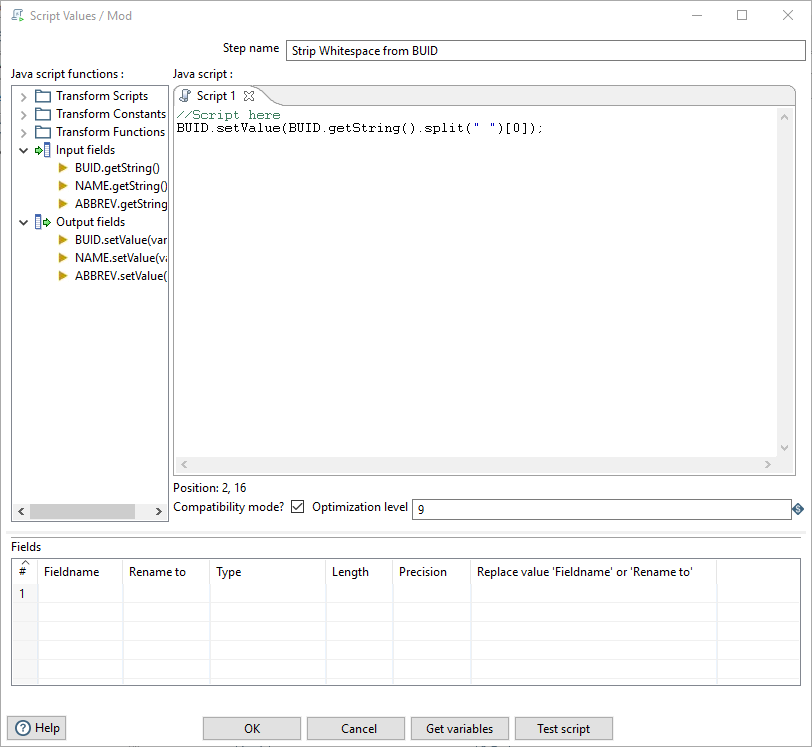 Script Values / Mod
Step name Strip Whitespace from BUID
Java script functions :
Java script :
Transform Scripts
Transform Constants
Transform Functions
Input fields
BUID.getString()
NAME.getString()
ABBREV.getString
Output fields
BUID.setValue(var
NAME.setValue(va
ABBREV.setValue(
Script 1
//Script here
BUID.setValue(BUID.getString().split(" ")[0]);
Position: 2, 16
Compatibility mode? Optimization level 9
Fields
# Fieldname Rename to Type Length Precision Replace value 'Fieldname' or 'Rename to'
1
Help OK Cancel Get variables Test script